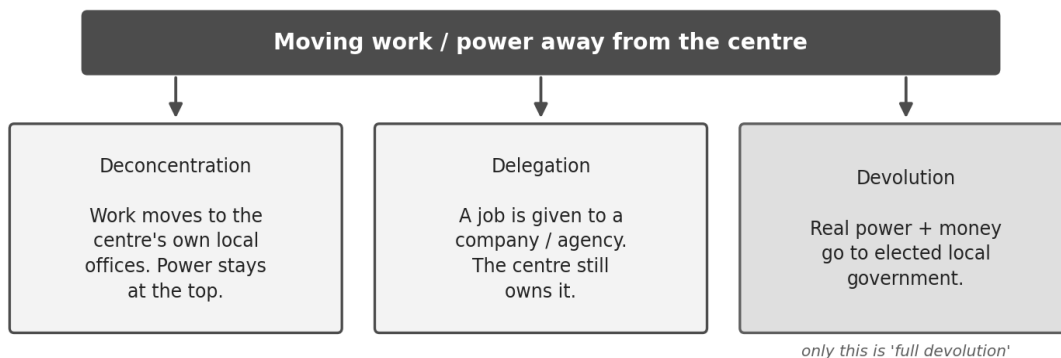 Moving work / power away from the centre
Deconcentration
Work moves to the
centre's own local
offices. Power stays
at the top.
Delegation
A job is given to a
company / agency.
The centre still
owns it.
Devolution
Real power + money
go to elected local
government.
only this is 'full devolution'